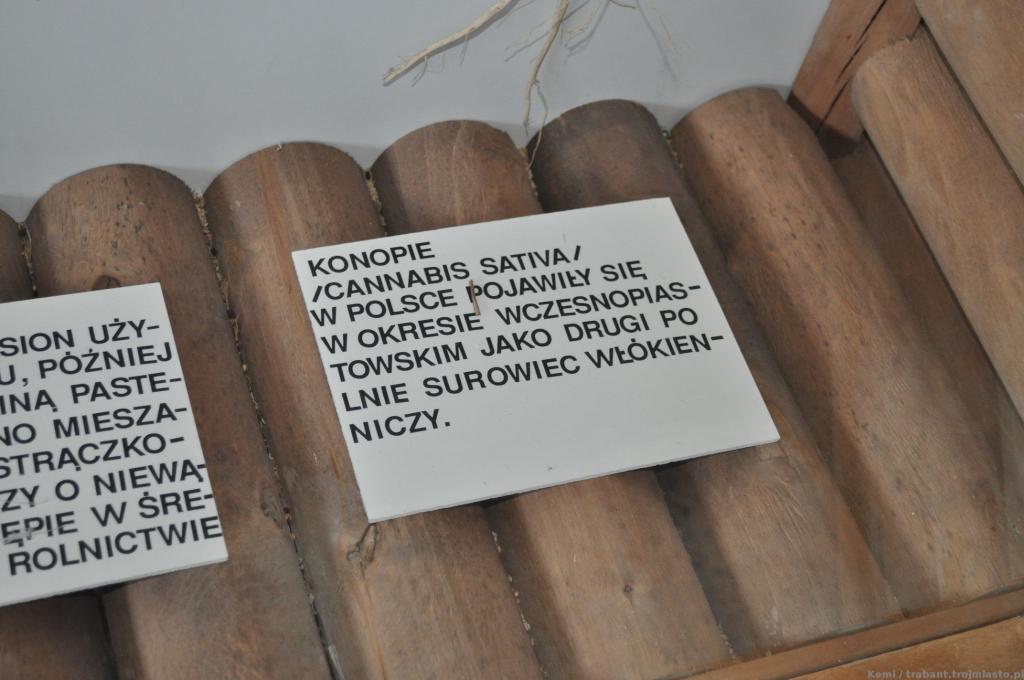 SION UŻY-
U, PÓŹNIEJ
INĄ PASTE-
NO MIESZA-
STRĄCZKO-
ZY O NIEWĄ-
ĘPIE W ŚRE-
ROLNICTWIE
KONOPIE
/CANNABIS SATIVA/
W POLSCE POJAWIŁY SIĘ
W OKRESIE WCZESNOPIAS-
TOWSKIM JAKO DRUGI PO
LNIE SUROWIEC WŁÓKIEN-
NICZY.
Komi / trabant.trojmiasto.pl